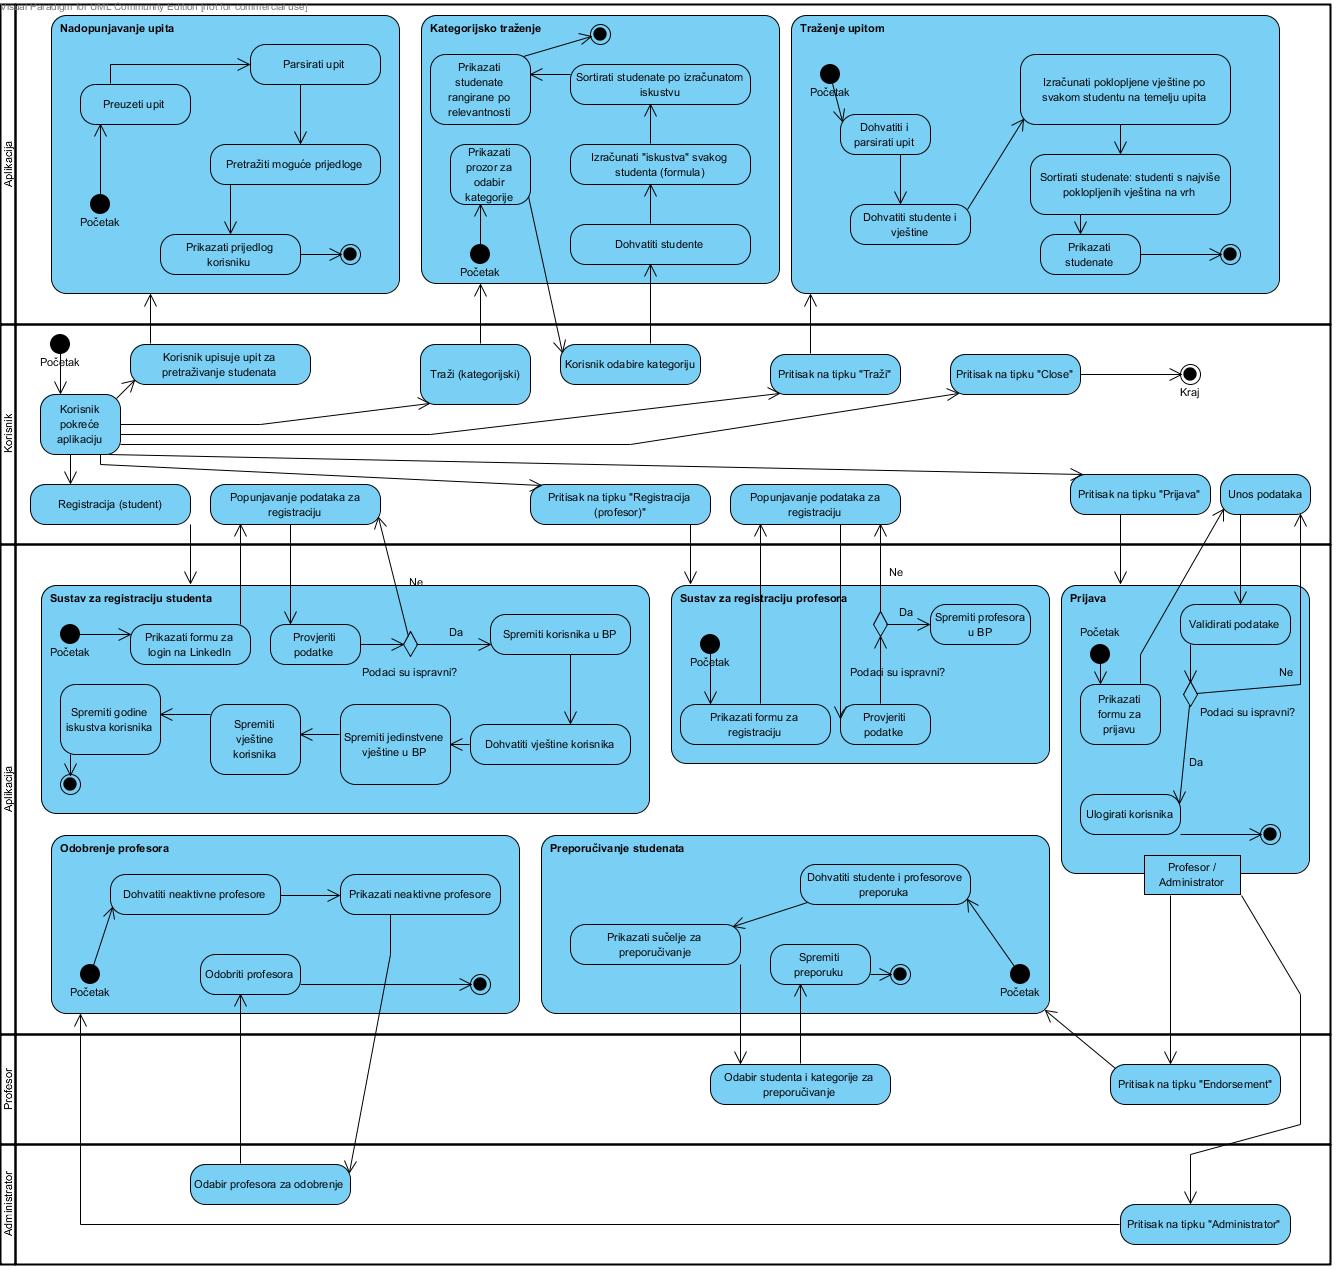 Visual Paradigm for UML Community Edition [not for commercial use]
Aplikacija
Nadopunjavanje upita
Parsirati upit
Preuzeti upit
Pretražiti moguće prijedloge
Početak
Prikazati prijedlog
korisniku
Kategorijsko traženje
Prikazati
studente
rangirane po
relevantnosti
Sortirati studenate po izračunatom
iskustvu
Prikazati
prozor za
odabir
kategorije
Izračunati "iskustva" svakog
studenta (formula)
Dohvatiti studente
Početak
Traženje upitom
Početak
Izračunati poklopljene vještine po
svakom studentu na temelju upita
Dohvatiti i
parsirati upit
Sortirati studenate: studenti s najviše
poklopljenih vještina na vrh
Dohvatiti studente i
vještine
Prikazati
studenate
Korisnik
Početak
Korisnik upisuje upit za
pretraživanje studenata
Traži (kategorijski)
Korisnik odabire kategoriju
Pritisak na tipku "Traži"
Pritisak na tipku "Close"
Kraj
Korisnik
pokreće
aplikaciju
Registracija (student)
Popunjavanje podataka za
registraciju
Pritisak na tipku "Registracija
(profesor)"
Popunjavanje podataka za
registraciju
Pritisak na tipku "Prijava"
Unos podataka
Aplikacija
Sustav za registraciju studenta
Ne
Početak
Prikazati formu za
login na LinkedIn
Provjeriti
podatke
Da
Spremiti korisnika u BP
Podaci su ispravni?
Spremiti godine
iskustva korisnika
Spremiti
vještine
korisnika
Spremiti jedinstvene
vještine u BP
Dohvatiti vještine korisnika
Sustav za registraciju profesora
Ne
Da
Spremiti profesora
u BP
Početak
Podaci su ispravni?
Prikazati formu za
registraciju
Provjeriti
podatke
Prijava
Početak
Validirati podatake
Ne
Prikazati
formu za
prijavu
Podaci su ispravni?
Da
Ulogirati korisnika
Profesor /
Administrator
Odobrenje profesora
Dohvatiti neaktivne profesore
Prikazati neaktivne profesore
Odobriti profesora
Početak
Preporučivanje studenata
Dohvatiti studente i profesorove
preporuka
Prikazati sučelje za
preporučivanje
Spremiti
preporuku
Početak
Profesor
Odabir studenta i kategorije za
preporučivanje
Pritisak na tipku "Endorsement"
Administrator
Odabir profesora za odobrenje
Pritisak na tipku "Administrator"